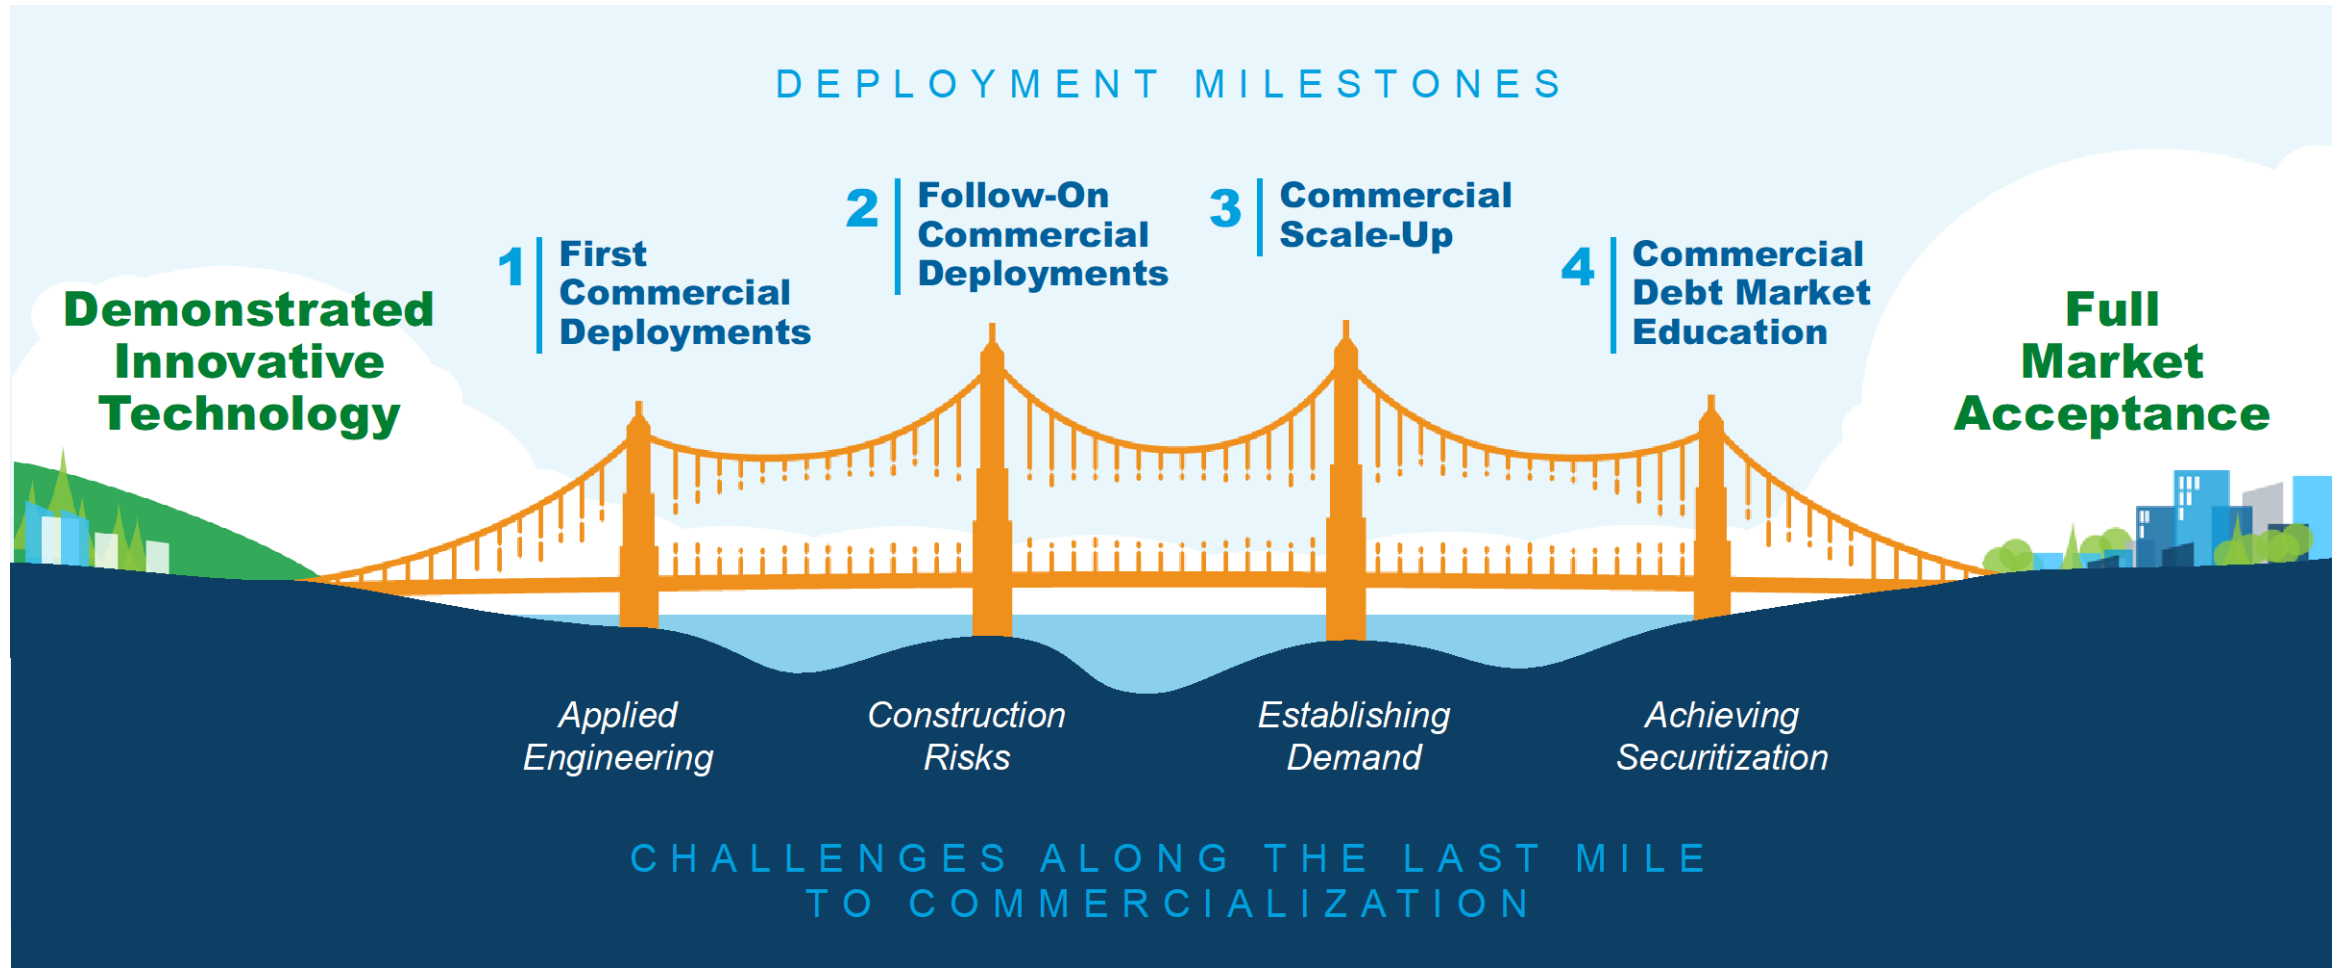 DEPLOYMENT MILESTONES
Demonstrated
Innovative
Technology
1
First
Commercial
Deployments
2
Follow-On
Commercial
Deployments
3
Commercial
Scale-Up
4
Commercial
Debt Market
Education
Full
Market
Acceptance
Applied
Engineering
Construction
Risks
Establishing
Demand
Achieving
Securitization
CHALLENGES ALONG THE LAST MILE
TO COMMERCIALIZATION